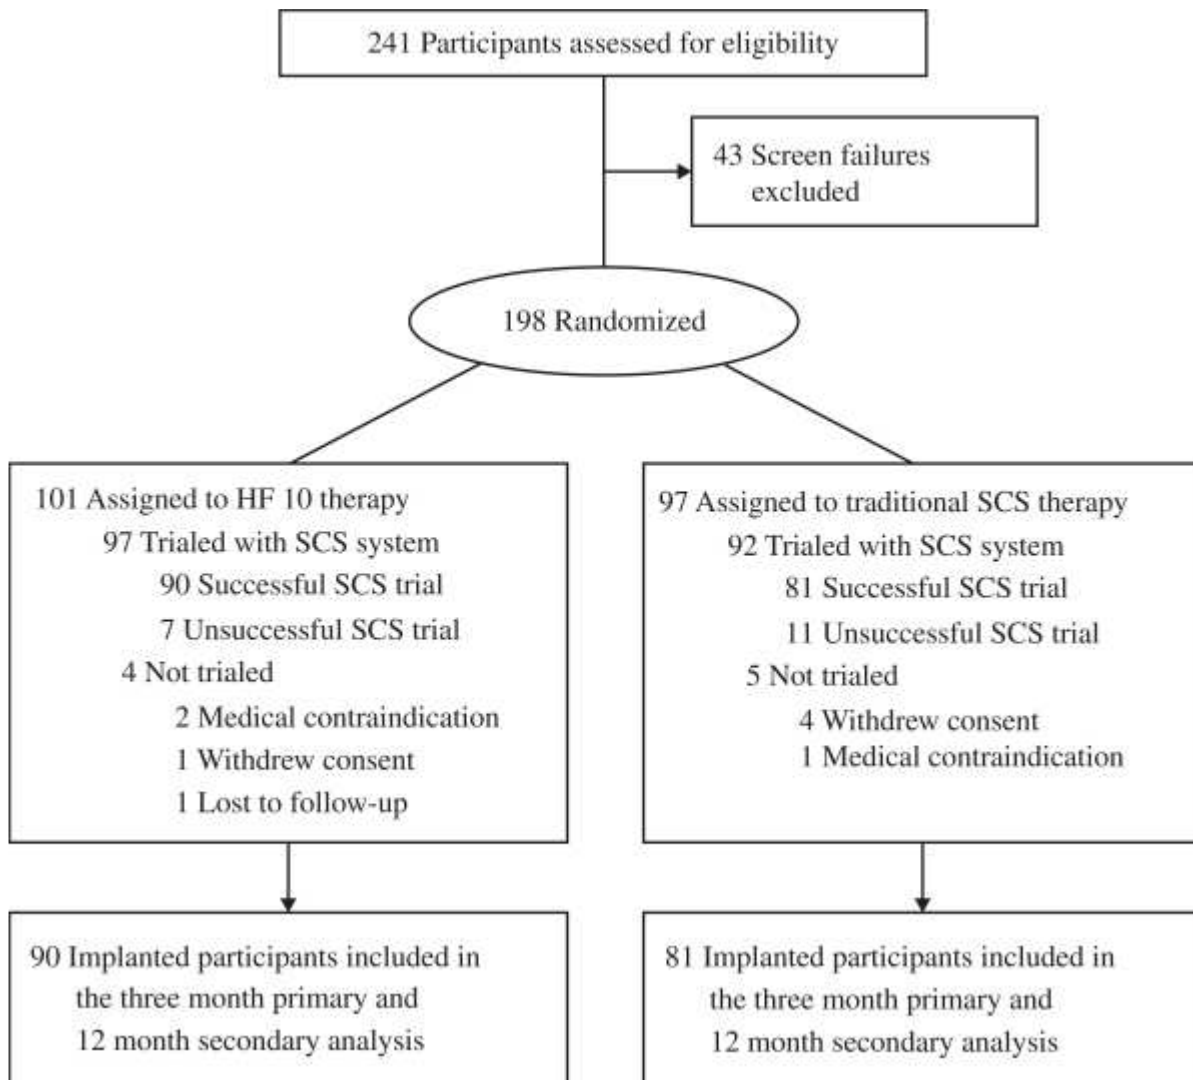 241 Participants assessed for eligibility
43 Screen failures
excluded
198 Randomized
101 Assigned to HF 10 therapy
97 Trialed with SCS system
90 Successful SCS trial
7 Unsuccessful SCS trial
4 Not trialed
2 Medical contraindication
1 Withdrew consent
1 Lost to follow-up
97 Assigned to traditional SCS therapy
92 Trialed with SCS system
81 Successful SCS trial
11 Unsuccessful SCS trial
5 Not trialed
4 Withdrew consent
1 Medical contraindication
90 Implanted participants included in
the three month primary and
12 month secondary analysis
81 Implanted participants included in
the three month primary and
12 month secondary analysis